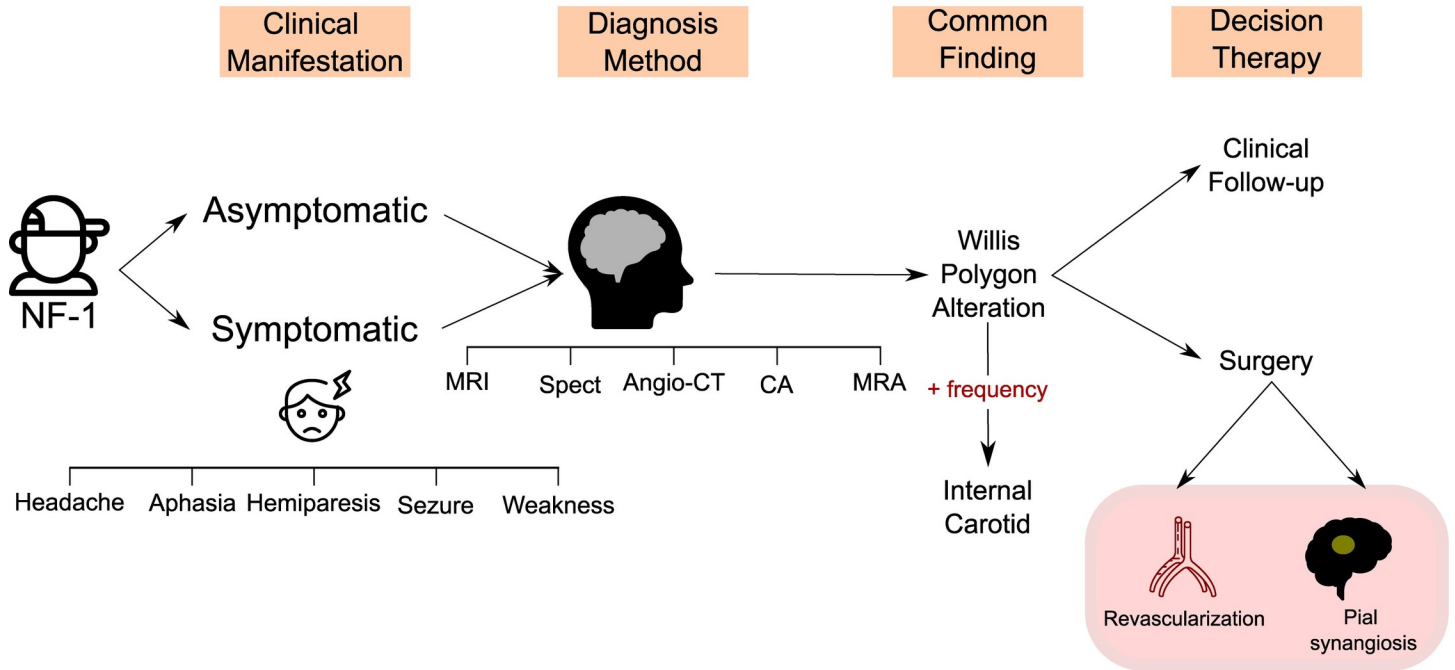 Clinical
Manifestation
Diagnosis
Method
Common
Finding
Decision
Therapy
NF-1
Asymptomatic
Symptomatic
Headache
Aphasia
Hemiparesis
Sezure
Weakness
MRI
Spect
Angio-CT
CA
MRA
Willis
Polygon
Alteration
+ frequency
Internal
Carotid
Clinical
Follow-up
Surgery
Revascularization
Pial
synangiosis